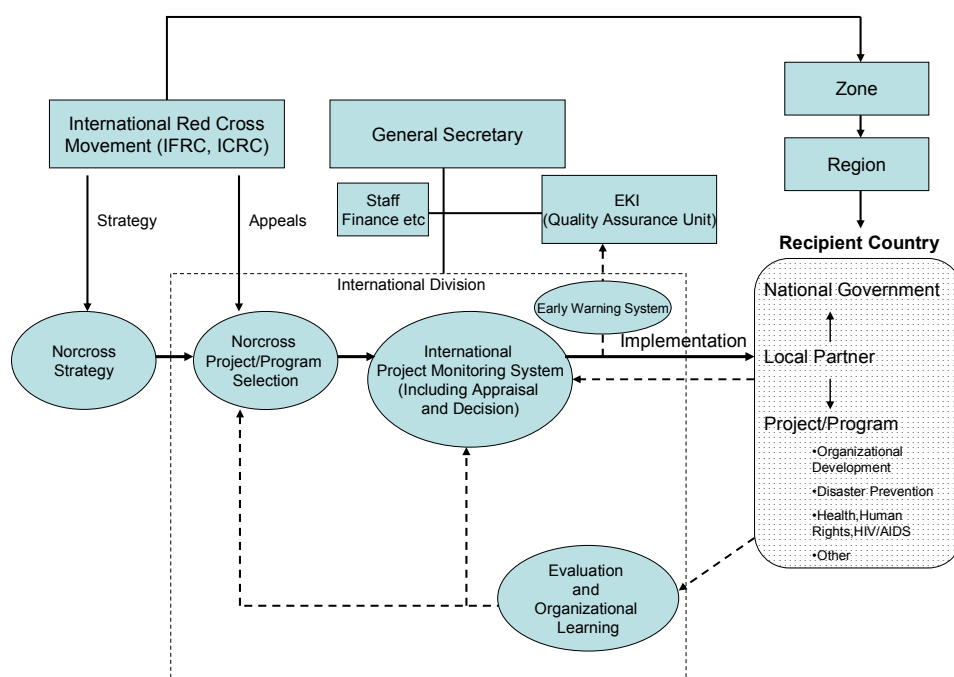 Zone
International Red Cross
Movement (IFRC, ICRC)
General Secretary
Region
Staff
Finance etc
EKI
(Quality Assurance Unit)
Strategy
Appeals
Recipient Country
International Division
National Government
Early Warning System
Implementation
Norcross
Strategy
Norcross
Project/Program
Selection
International
Project Monitoring System
(Including Appraisal
and Decision)
Local Partner
Project/Program
•Organizational
Development
•Disaster Prevention
•Health,Human
Rights,HIV/AIDS
•Other
Evaluation
and
Organizational
Learning